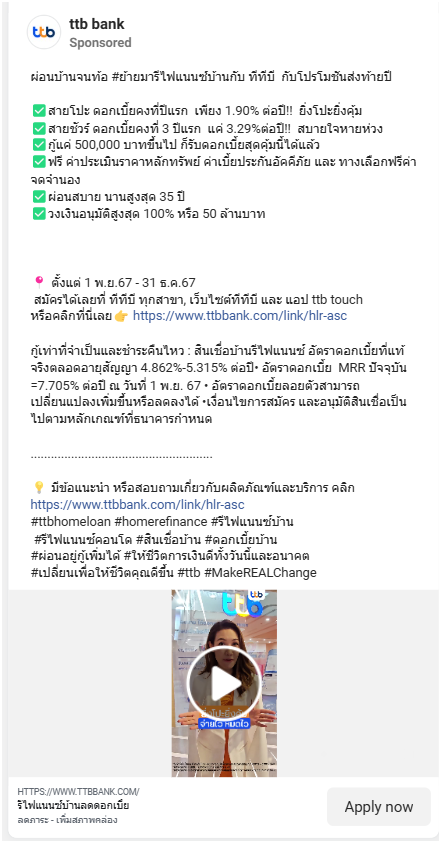 ttb
ttb bank
Sponsored
ผ่อนบ้านจนท้อ #ย้ายมารีไฟแนนซ์บ้านกับ ทีทีบี กับโปรโมชันส่งท้ายปี
✅สายโปะ ดอกเบี้ยคงที่ปีแรก เพียง 1.90% ต่อปี!! ยิ่งโปะยิ่งคุ้ม
✅สายชัวร์ ดอกเบี้ยคงที่ 3 ปีแรก แค่ 3.29%ต่อปี!! สบายใจหายห่วง
✅กู้แค่ 500,000 บาทขึ้นไป ก็รับดอกเบี้ยสุดคุ้มนี้ได้แล้ว
✅ฟรี ค่าประเมินราคาหลักทรัพย์ ค่าเบี้ยประกันอัคคีภัย และ ทางเลือกฟรีค่า
จดจำนอง
✅ผ่อนสบาย นานสูงสุด 35 ปี
✅วงเงินอนุมัติสูงสุด 100% หรือ 50 ล้านบาท
📍 ตั้งแต่ 1 พ.ย.67 - 31 ธ.ค.67
สมัครได้เลยที่ ทีทีบี ทุกสาขา, เว็บไซต์ทีทีบี และ แอป ttb touch
หรือคลิกที่นี่เลย👉 https://www.ttbbank.com/link/hlr-asc
กู้เท่าที่จำเป็นและชำระคืนไหว : สินเชื่อบ้านรีไฟแนนซ์ อัตราดอกเบี้ยที่แท้
จริงตลอดอายุสัญญา 4.862%-5.315% ต่อปี• อัตราดอกเบี้ย MRR ปัจจุบัน
=7.705% ต่อปี ณ วันที่ 1 พ.ย. 67 • อัตราดอกเบี้ยลอยตัวสามารถ
เปลี่ยนแปลงเพิ่มขึ้นหรือลดลงได้ •เงื่อนไขการสมัคร และอนุมัติสินเชื่อเป็น
ไปตามหลักเกณฑ์ที่ธนาคารกำหนด
......................................................
💡 มีข้อแนะนำ หรือสอบถามเกี่ยวกับผลิตภัณฑ์และบริการ คลิก
https://www.ttbbank.com/link/hlr-asc
#ttbhomeloan #homerefinance #รีไฟแนนซ์บ้าน
#รีไฟแนนซ์คอนโด #สินเชื่อบ้าน #ดอกเบี้ยบ้าน
#ผ่อนอยู่กู้เพิ่มได้ #ให้ชีวิตการเงินดีทั้งวันนี้และอนาคต
#เปลี่ยนเพื่อให้ชีวิตคุณดีขึ้น #ttb #MakeREALChange
ttb
ttb
ยิ่งโปะยิ่งคุ้ม
จ่ายไว หมดไว
HTTPS://WWW.TTBBANK.COM/
รีไฟแนนซ์บ้านลดดอกเบี้ย
ลดภาระ - เพิ่มสภาพคล่อง
Apply now